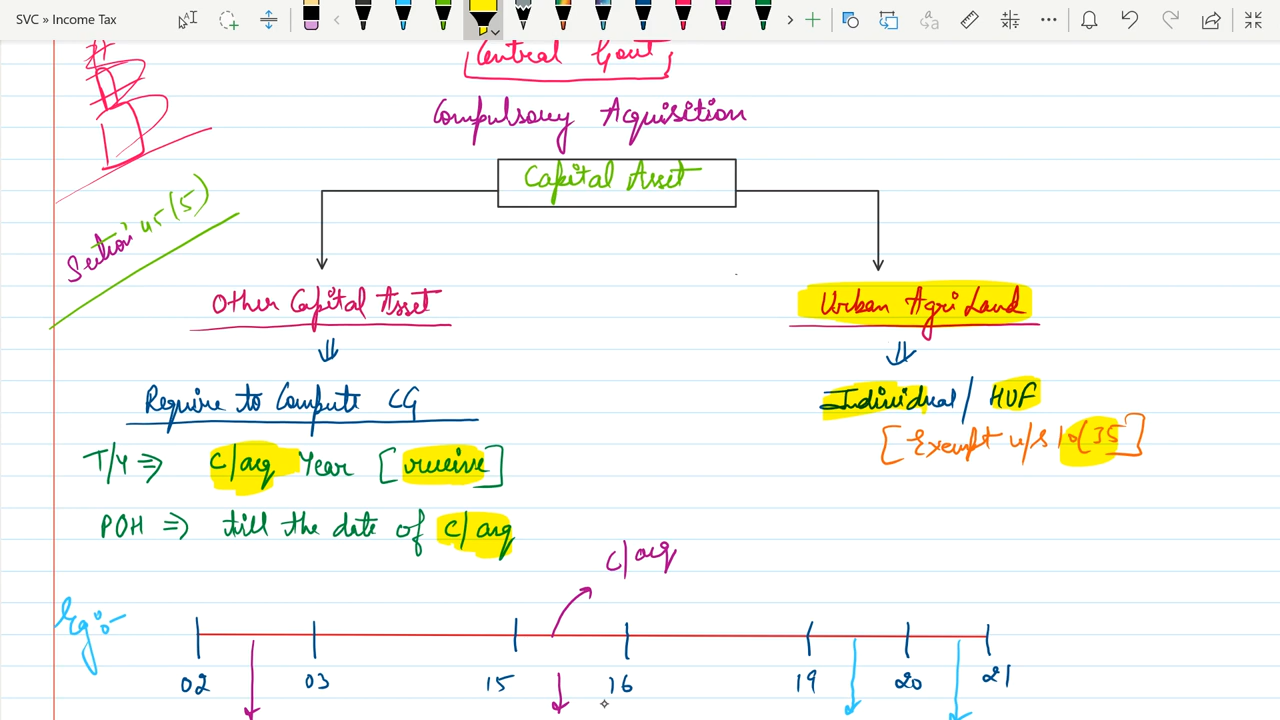 SVC » Income Tax
Central Govt
Compulsory Acquisition
Capital Asset
Section 45(5)
Other Capital Asset
Urban Agri Land
Require to Compute CG
Individual / HUF
[Exempt u/s 10(35]
T/Y ⇒ C/acq Year [receive]
POH ⇒ till the date of C/acq
C/acq
Eg:-
02 03 15 16 19 20 21